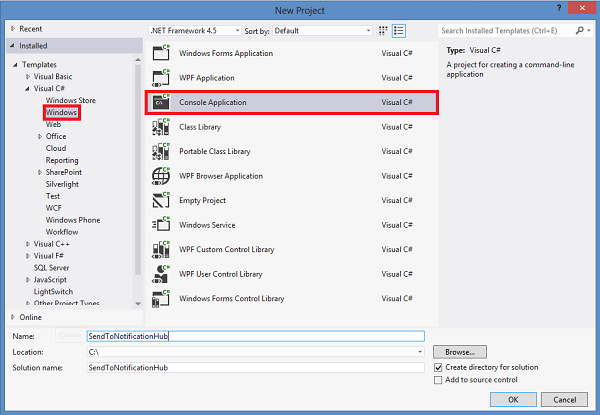 New Project
? ×
Recent
Installed
.NET Framework 4.5 Sort by: Default
Search Installed Templates (Ctrl+E)
Templates
Visual Basic
Visual C#
Windows Store
Windows
Web
Office
Cloud
Reporting
SharePoint
Silverlight
Test
WCF
Windows Phone
Workflow
Visual C++
Visual F#
SQL Server
JavaScript
LightSwitch
Other Project Types
Online
Windows Forms Application Visual C#
WPF Application Visual C#
Console Application Visual C#
Class Library Visual C#
Portable Class Library Visual C#
WPF Browser Application Visual C#
Empty Project Visual C#
Windows Service Visual C#
WPF Custom Control Library Visual C#
WPF User Control Library Visual C#
Windows Forms Control Library Visual C#
Type: Visual C#
A project for creating a command-line
application
Name: SendToNotificationHub
Location: C:\
Browse...
Solution name: SendToNotificationHub
Create directory for solution
Add to source control
OK Cancel